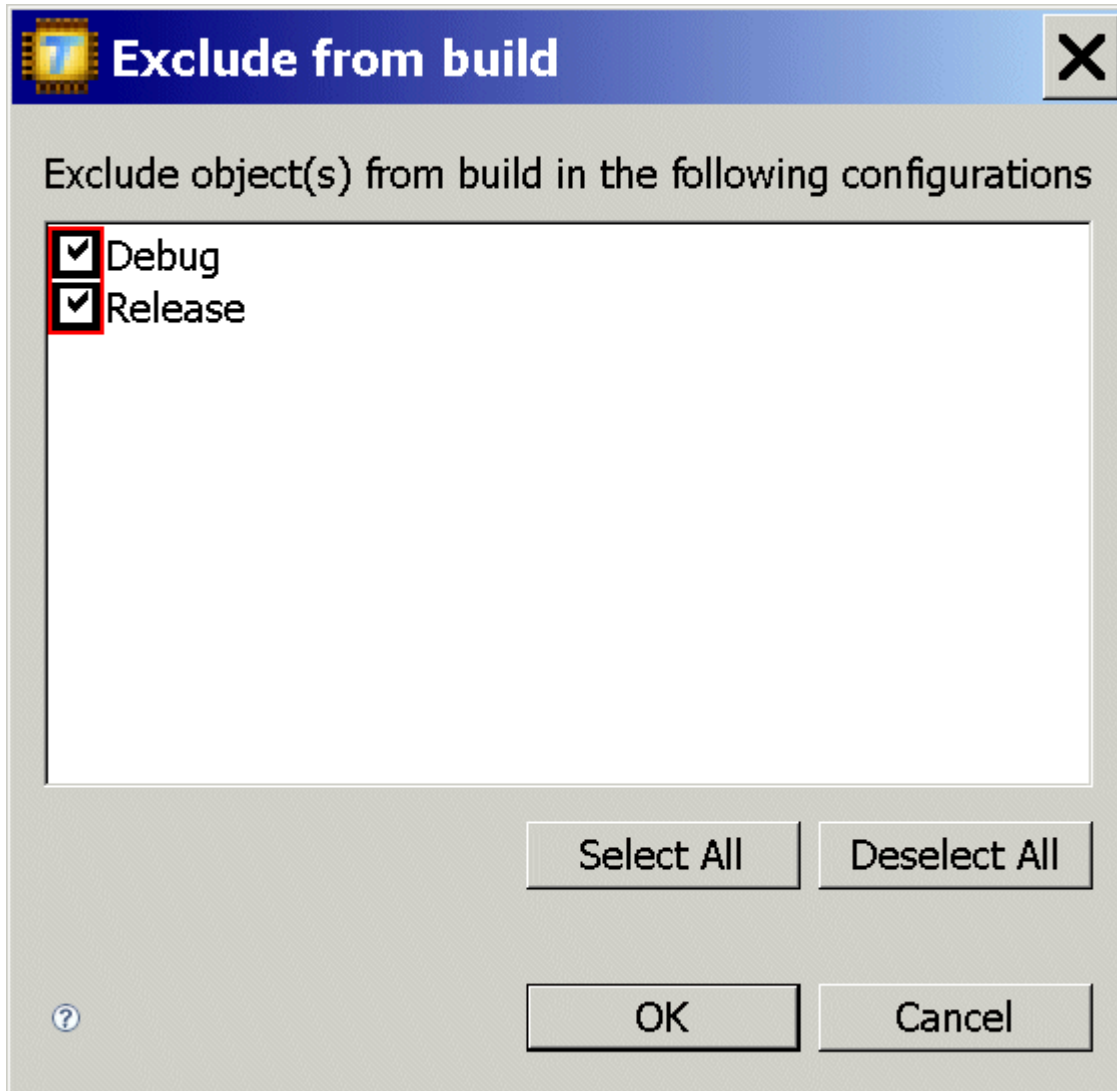 Exclude from build
Exclude object(s) from build in the following configurations
Debug
Release
Select All Deselect All
OK Cancel